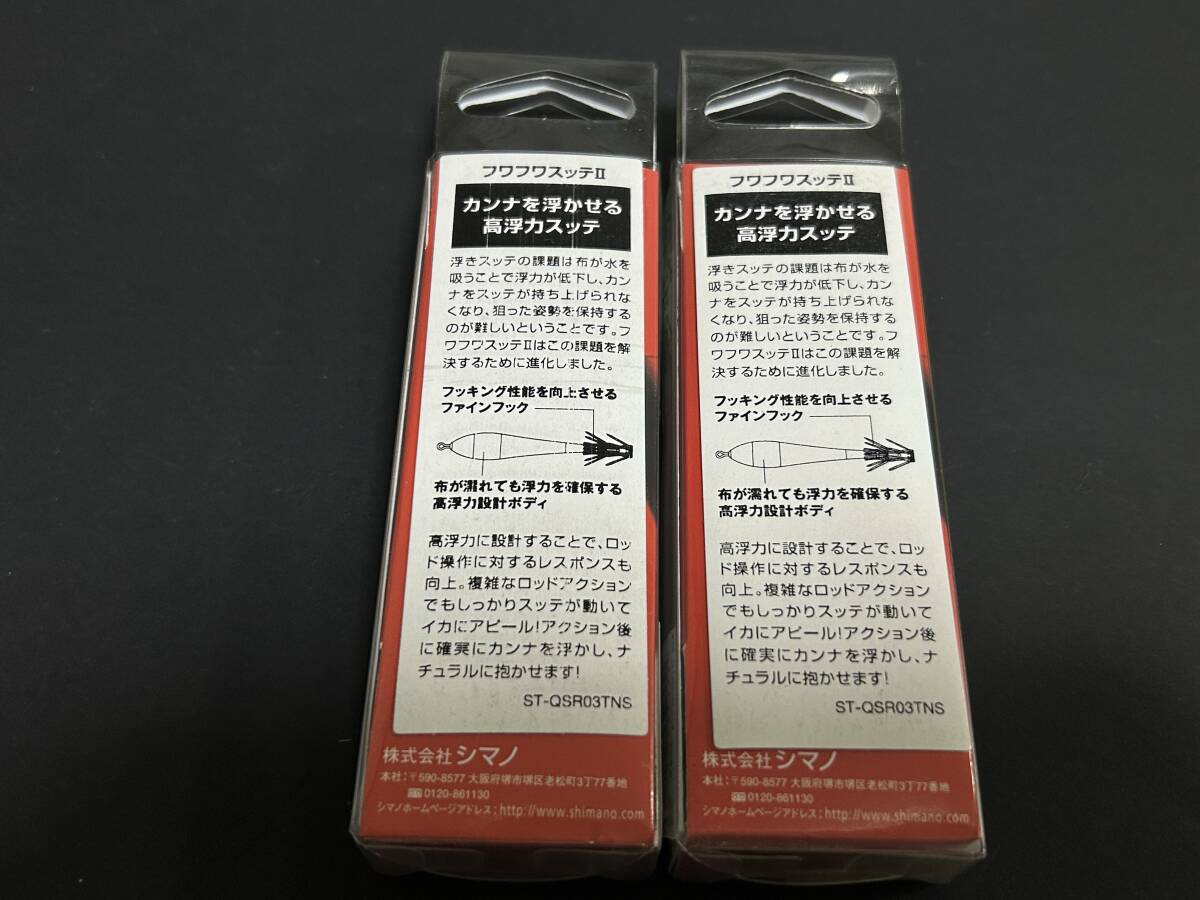 フワフワスッテII
カンナを浮かせる
高浮力スッテ
浮きスッテの課題は布が水を
吸うことで浮力が低下し、カン
ナをスッテが持ち上げられな
くなり、狙った姿勢を保持する
のが難しいということです。フ
ワフワスッテIIはこの課題を解
決するために進化しました。
フッキング性能を向上させる
ファインフック
布が濡れても浮力を確保する
高浮力設計ボディ
高浮力に設計することで、ロッ
ド操作に対するレスポンスも
向上。複雑なロッドアクション
でもしっかりスッテが動いて
イカにアピール!アクション後
に確実にカンナを浮かし、ナ
チュラルに抱かせます!
ST-QSR03TNS
株式会社シマノ
本社:〒590-8577 大阪府堺市堺区老松町3丁77番地
0120-861130
シマノホームページアドレス:http://www.shimano.com
フワフワスッテII
カンナを浮かせる
高浮力スッテ
浮きスッテの課題は布が水を
吸うことで浮力が低下し、カン
ナをスッテが持ち上げられな
くなり、狙った姿勢を保持する
のが難しいということです。フ
ワフワスッテIIはこの課題を解
決するために進化しました。
フッキング性能を向上させる
ファインフック
布が濡れても浮力を確保する
高浮力設計ボディ
高浮力に設計することで、ロッ
ド操作に対するレスポンスも
向上。複雑なロッドアクション
でもしっかりスッテが動いて
イカにアピール!アクション後
に確実にカンナを浮かし、ナ
チュラルに抱かせます!
ST-QSR03TNS
株式会社シマノ
本社:〒590-8577 大阪府堺市堺区老松町3丁77番地
0120-861130
シマノホームページアドレス:http://www.shimano.com